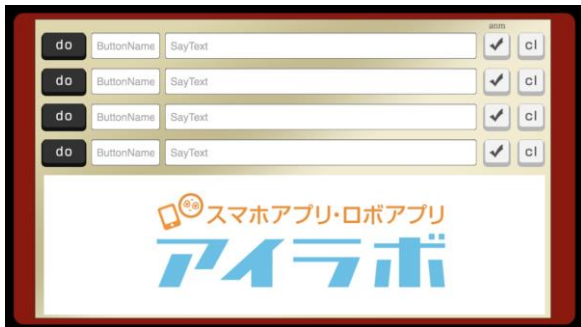 anm
do ButtonName SayText cl
do ButtonName SayText cl
do ButtonName SayText cl
do ButtonName SayText cl
スマホアプリ・ロボアプリ
アイラボ